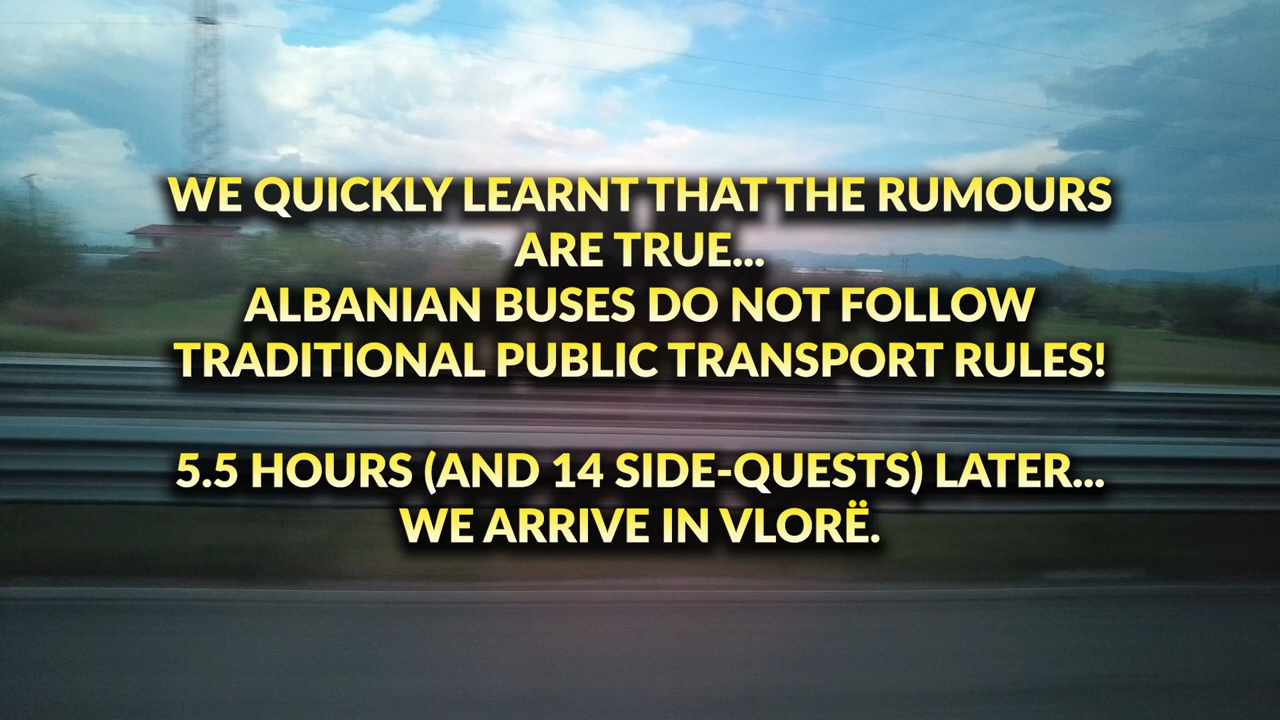 WE QUICKLY LEARNT THAT THE RUMOURS
ARE TRUE...
ALBANIAN BUSES DO NOT FOLLOW
TRADITIONAL PUBLIC TRANSPORT RULES!
5.5 HOURS (AND 14 SIDE-QUESTS) LATER...
WE ARRIVE IN VLORË.